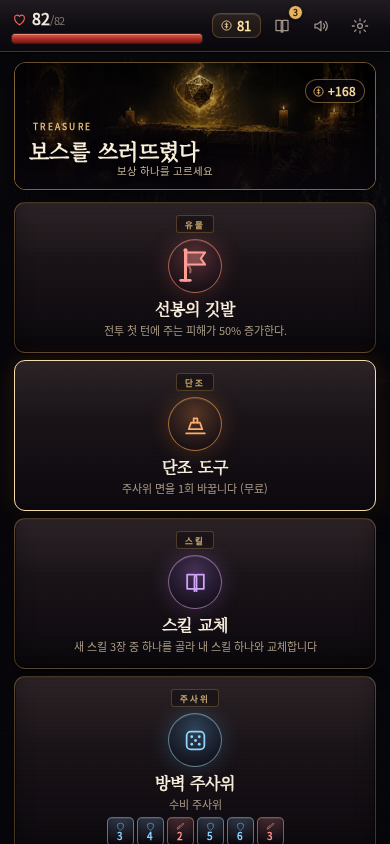 82/82
81
3
+168
TREASURE
보스를 쓰러뜨렸다
보상 하나를 고르세요
유물
선봉의 깃발
전투 첫 턴에 주는 피해가 50% 증가한다.
단조
단조 도구
주사위 면을 1회 바꿉니다 (무료)
스킬
스킬 교체
새 스킬 3장 중 하나를 골라 내 스킬 하나와 교체합니다
주사위
방벽 주사위
수비 주사위
3 4 2 5 6 3